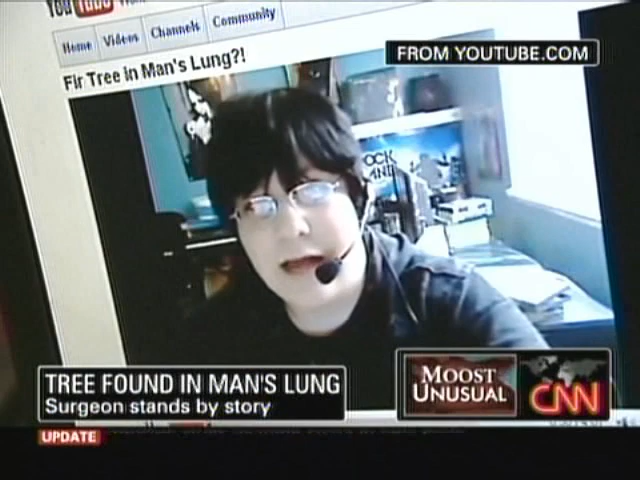 You Tube
Home Videos Channels Community
FROM YOUTUBE.COM
Fir Tree in Man's Lung?!
TREE FOUND IN MAN'S LUNG
Surgeon stands by story
MOOST
UNUSUAL
CNN
UPDATE